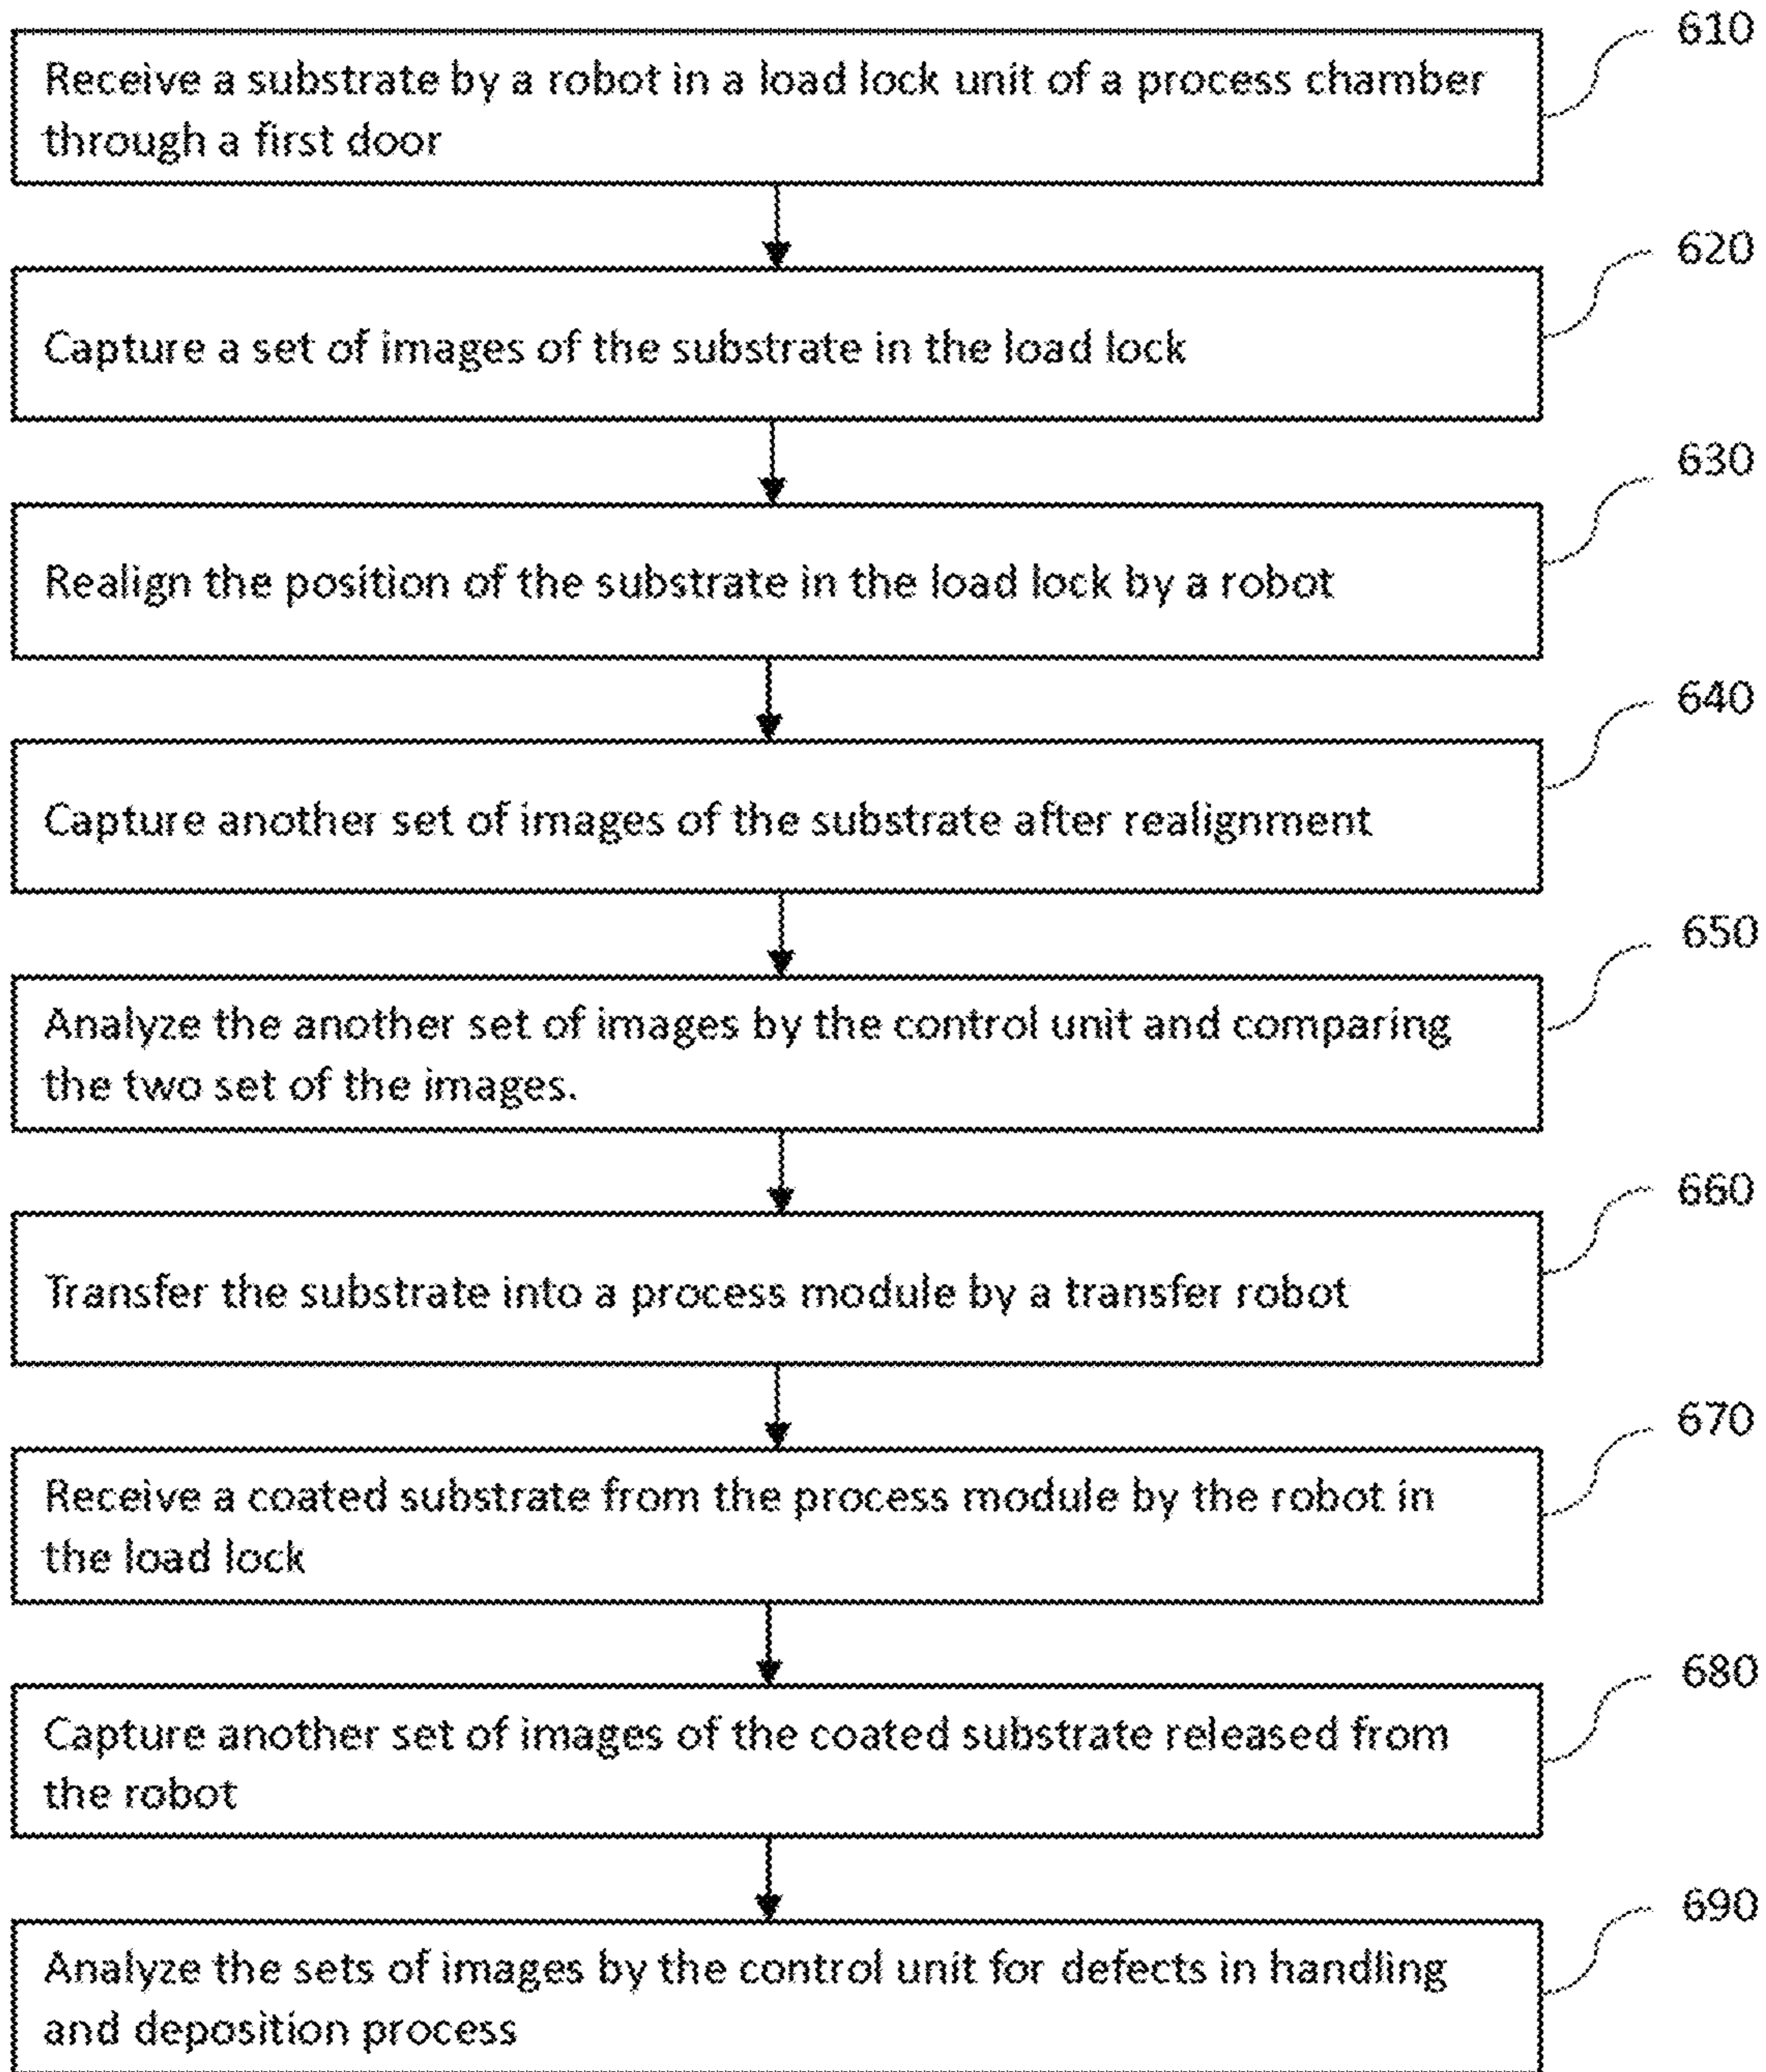 610
Receive a substrate by a robot in a load lock unit of a process chamber
through a first door
620
Capture a set of images of the substrate in the load lock
630
Realign the position of the substrate in the load lock by a robot
640
Capture another set of images of the substrate after realignment
650
Analyze the another set of images by the control unit and comparing
the two set of the images.
660
Transfer the substrate into a process module by a transfer robot
670
Receive a coated substrate from the process module by the robot in
the load lock
680
Capture another set of images of the coated substrate released from
the robot
690
Analyze the sets of images by the control unit for defects in handling
and deposition process